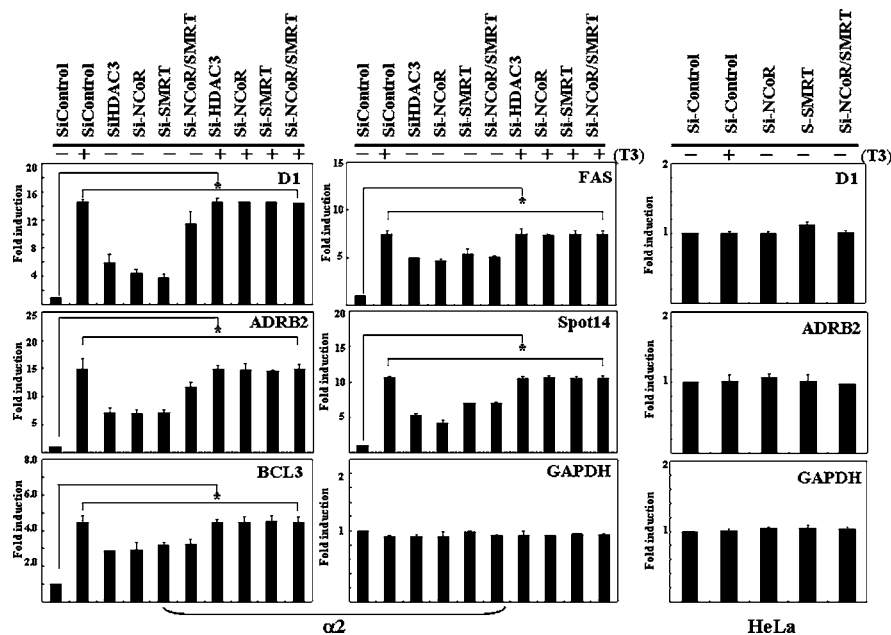 SiControl
SiControl
SiHDAC3
Si-NCoR
Si-SMRT
Si-NCoR/SMRT
Si-HDAC3
Si-NCoR
Si-SMRT
Si-NCoR/SMRT
SiControl
SiControl
SiHDAC3
Si-NCoR
Si-SMRT
Si-NCoR/SMRT
Si-HDAC3
Si-NCoR
Si-SMRT
Si-NCoR/SMRT
Si-Control
Si-Control
Si-NCoR
S-SMRT
Si-NCoR/SMRT
− + − − − − + + + +
− + − − − − + + + + (T3)
− + − − − (T3)
D1
Fold induction
20
16
12
8
4
*
FAS
Fold induction
15
10
5
*
D1
Fold induction
2
1
ADRB2
Fold induction
25
20
15
10
5
*
Spot14
Fold induction
15
10
5
*
ADRB2
Fold induction
2
1
BCL3
Fold induction
8.0
6.0
4.0
2.0
*
GAPDH
Fold induction
2
1
GAPDH
Fold induction
2
1
α2
HeLa